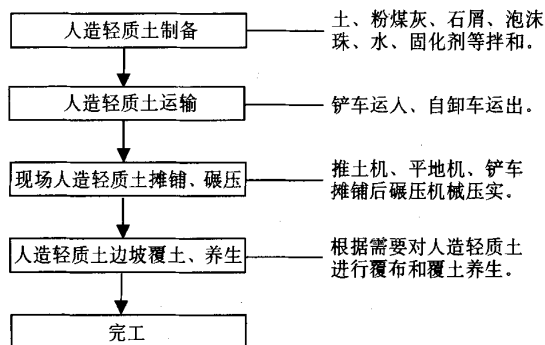 人造轻质土制备
土、粉煤灰、石屑、泡沫
珠、水、固化剂等拌和。
人造轻质土运输
铲车运人、自卸车运出。
现场人造轻质土摊铺、碾压
推土机、平地机、铲车
摊铺后碾压机械压实。
人造轻质土边坡覆土、养生
根据需要对人造轻质土
进行覆布和覆土养生。
完工